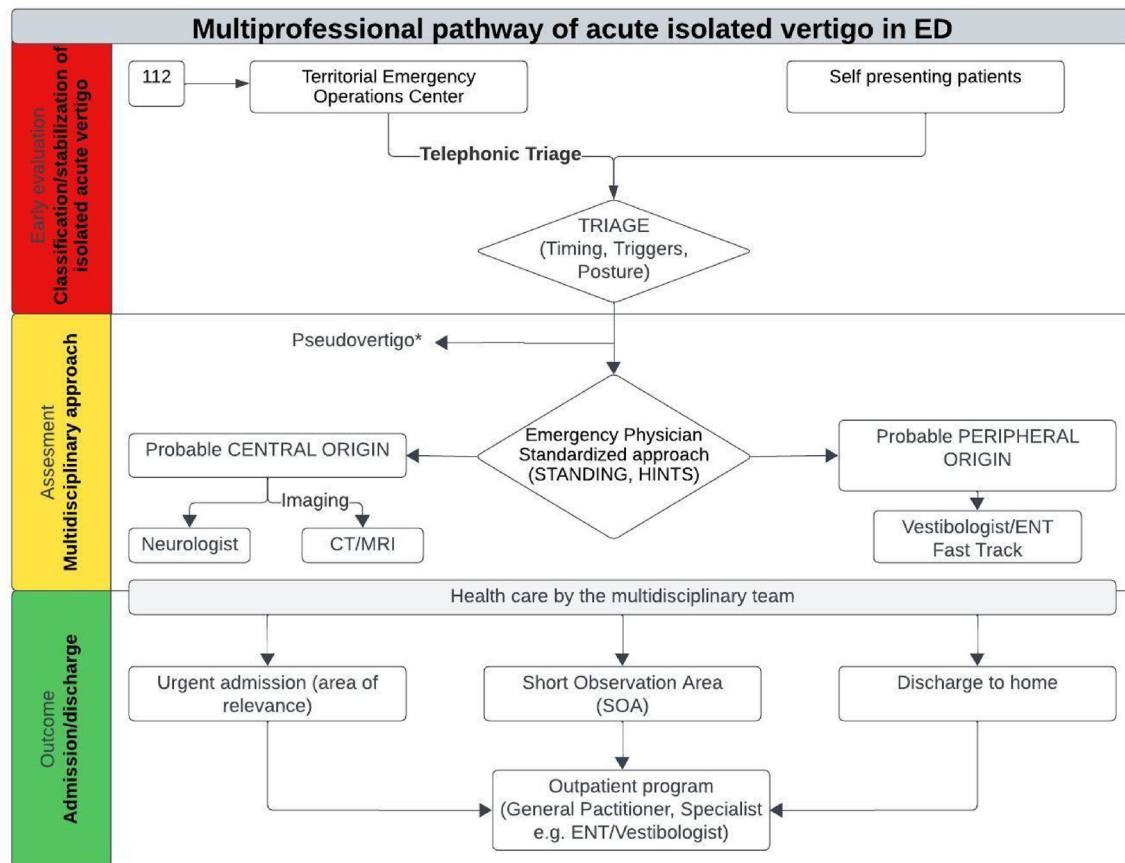 Multiprofessional pathway of acute isolated vertigo in ED
Early evaluation
Classification/stabilization of
isolated acute vertigo
112
Territorial Emergency
Operations Center
Self presenting patients
Telephonic Triage
TRIAGE
(Timing, Triggers,
Posture)
Assesment
Multidisciplinary approach
Pseudovertigo*
Probable CENTRAL ORIGIN
Emergency Physician
Standardized approach
(STANDING, HINTS)
Probable PERIPHERAL
ORIGIN
Imaging
Neurologist
CT/MRI
Vestibologist/ENT
Fast Track
Outcome
Admission/discharge
Health care by the multidisciplinary team
Urgent admission (area of
relevance)
Short Observation Area
(SOA)
Discharge to home
Outpatient program
(General Pactitioner, Specialist
e.g. ENT/Vestibologist)